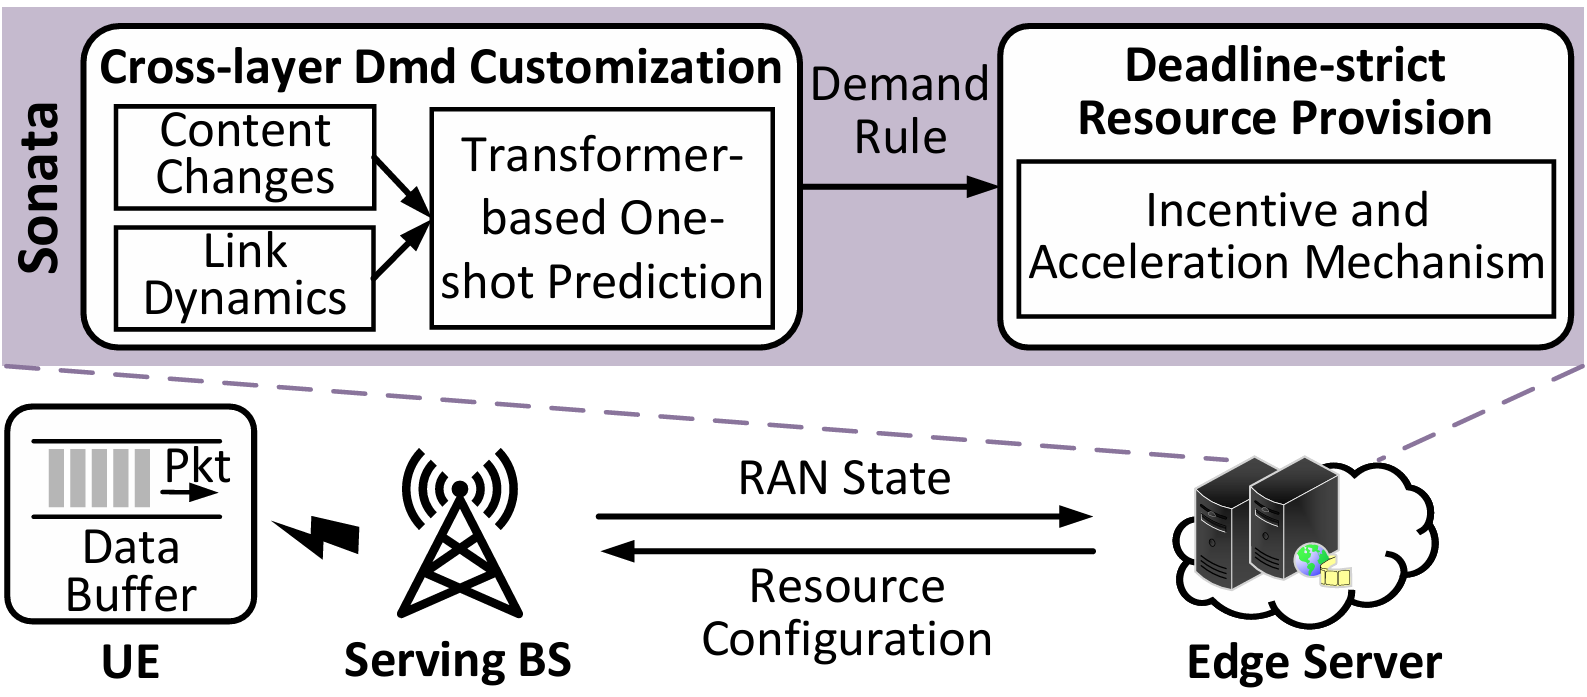 Sonata
Cross-layer Dmd Customization
Content
Changes
Link
Dynamics
Transformer-
based One-
shot Prediction
Demand
Rule
Deadline-strict
Resource Provision
Incentive and
Acceleration Mechanism
Pkt
Data
Buffer
UE
Serving BS
RAN State
Resource
Configuration
Edge Server